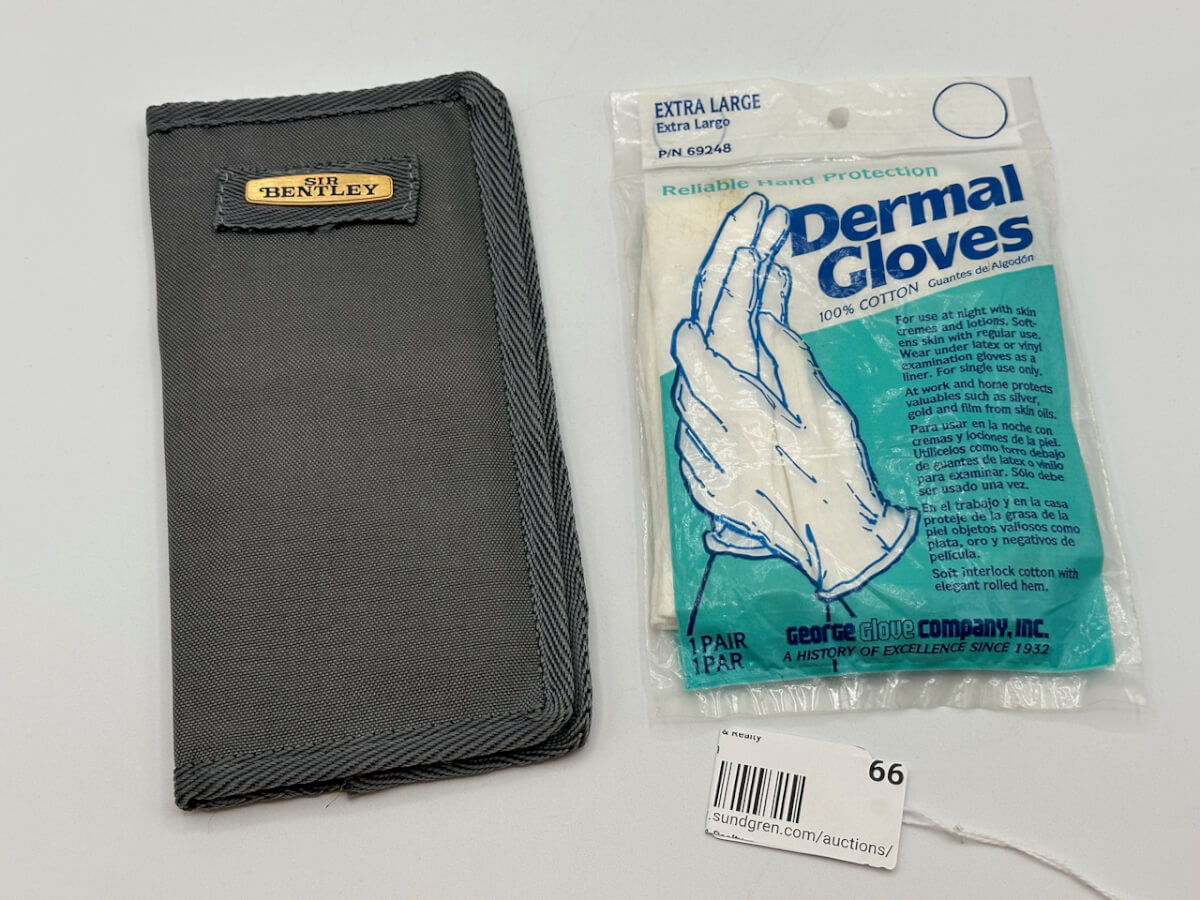 SIR
BENTLEY
EXTRA LARGE
Extra Largo
P/N 69248
Reliable Hand Protection
Dermal
Gloves
100% COTTON Guantes de Algodón
For use at night with skin
cremes and lotions. Soft-
ens skin with regular use.
Wear under latex or vinyl
examination gloves as a
liner. For single use only.
At work and home protects
valuables such as silver,
gold and film from skin oils.
Para usar en la noche con
cremas y lociones de la piel.
Utilícelos como forro debajo
de guantes de latex o vinilo
para examinar. Sólo debe
ser usado una vez.
En el trabajo y en la casa
proteje de la grasa de la
piel objetos vallosos como
plata, oro y negativos de
película.
Soft interlock cotton with
elegant rolled hem.
1 PAIR
1 PAR
GEORGE Glove COMPANY, INC.
A HISTORY OF EXCELLENCE SINCE 1932
& Realty
66
.sundgren.com/auctions/